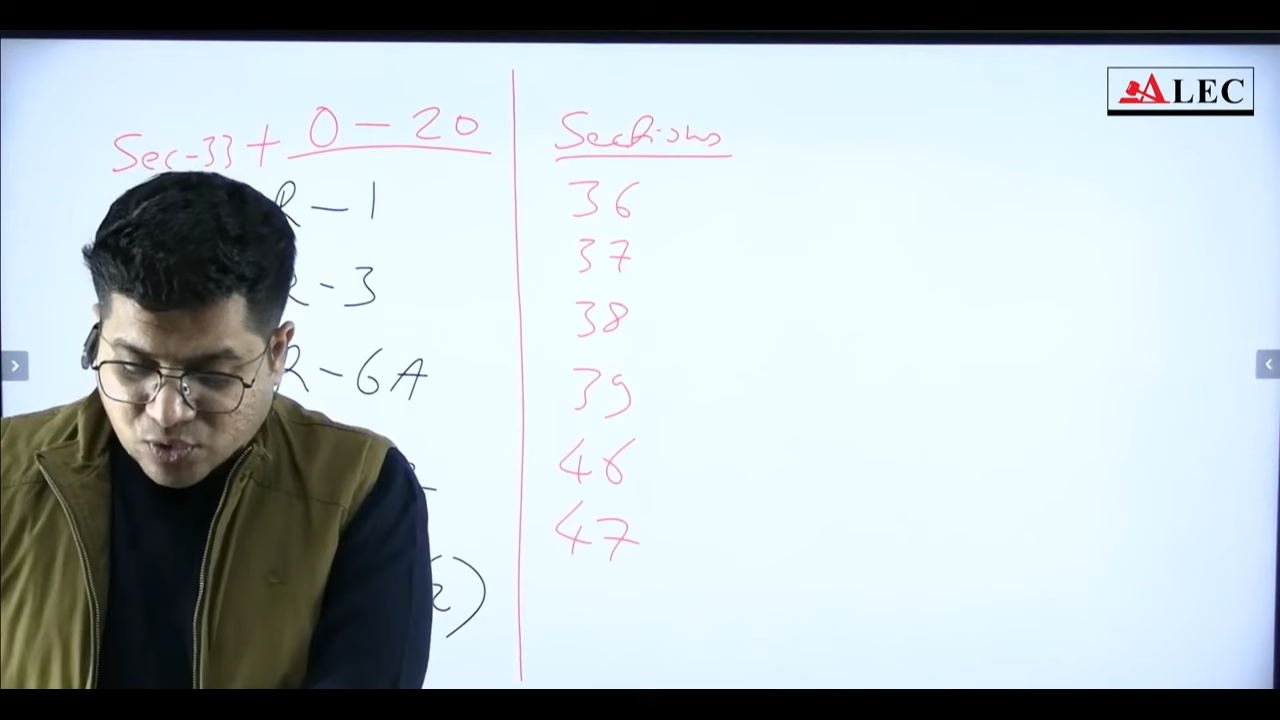 ALEC
Sec-33 + O - 20
R - 1
R - 3
R - 6A
Sections
36
37
38
39
46
47